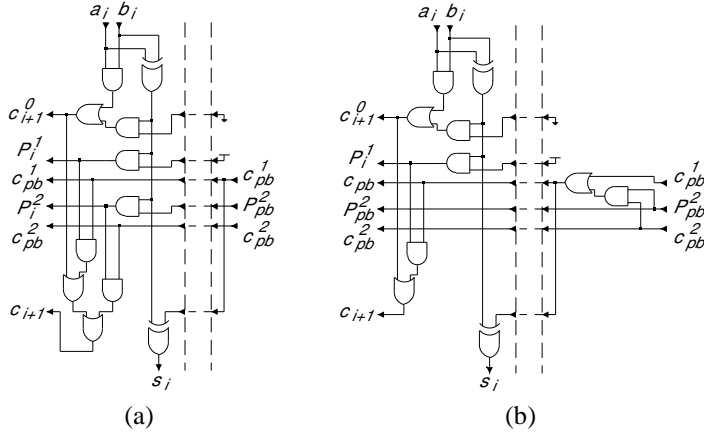 a_i b_i
c^0_{i+1}
P^1_i
c^1_{pb}
P^2_i
c^2_{pb}
c_{i+1}
c^1_{pb}
P^2_{pb}
c^2_{pb}
s_i
(a)
a_i b_i
c^0_{i+1}
P^1_i
c_{pb}
P^2_{pb}
c^2_{pb}
c_{i+1}
c^1_{pb}
P^2_{pb}
c^2_{pb}
s_i
(b)